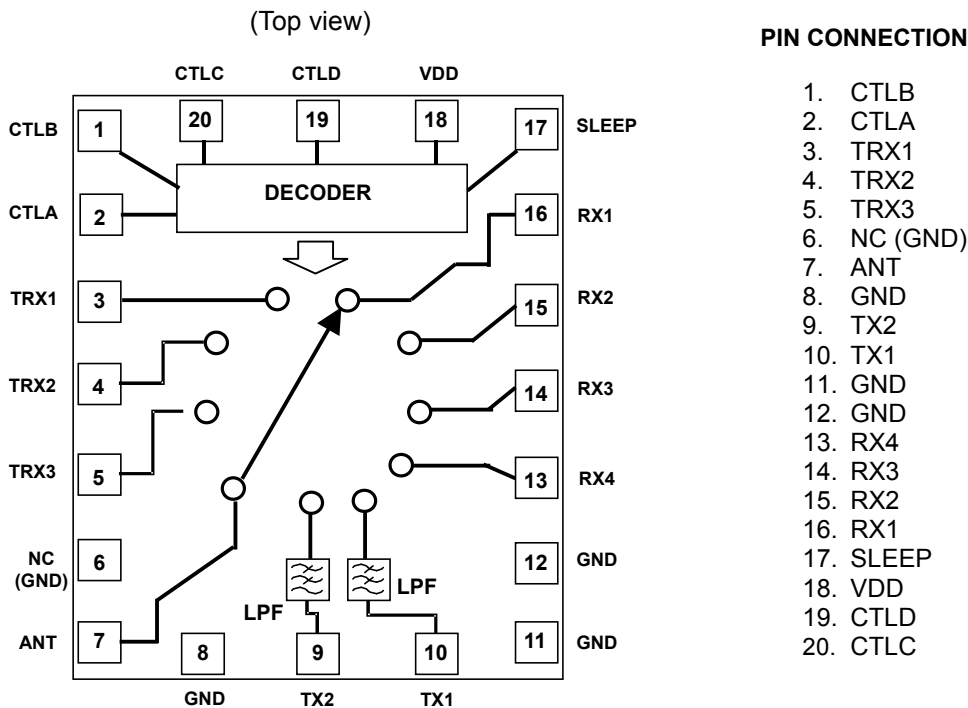 (Top view)
CTLC CTLD VDD
CTLB 1 20 19 18 17 SLEEP
DECODER
CTLA 2 16 RX1
TRX1 3 15 RX2
TRX2 4 14 RX3
TRX3 5 13 RX4
NC
(GND) 6 12 GND
LPF LPF
ANT 7 8 9 10 11 GND
GND TX2 TX1
PIN CONNECTION
1. CTLB
2. CTLA
3. TRX1
4. TRX2
5. TRX3
6. NC (GND)
7. ANT
8. GND
9. TX2
10. TX1
11. GND
12. GND
13. RX4
14. RX3
15. RX2
16. RX1
17. SLEEP
18. VDD
19. CTLD
20. CTLC